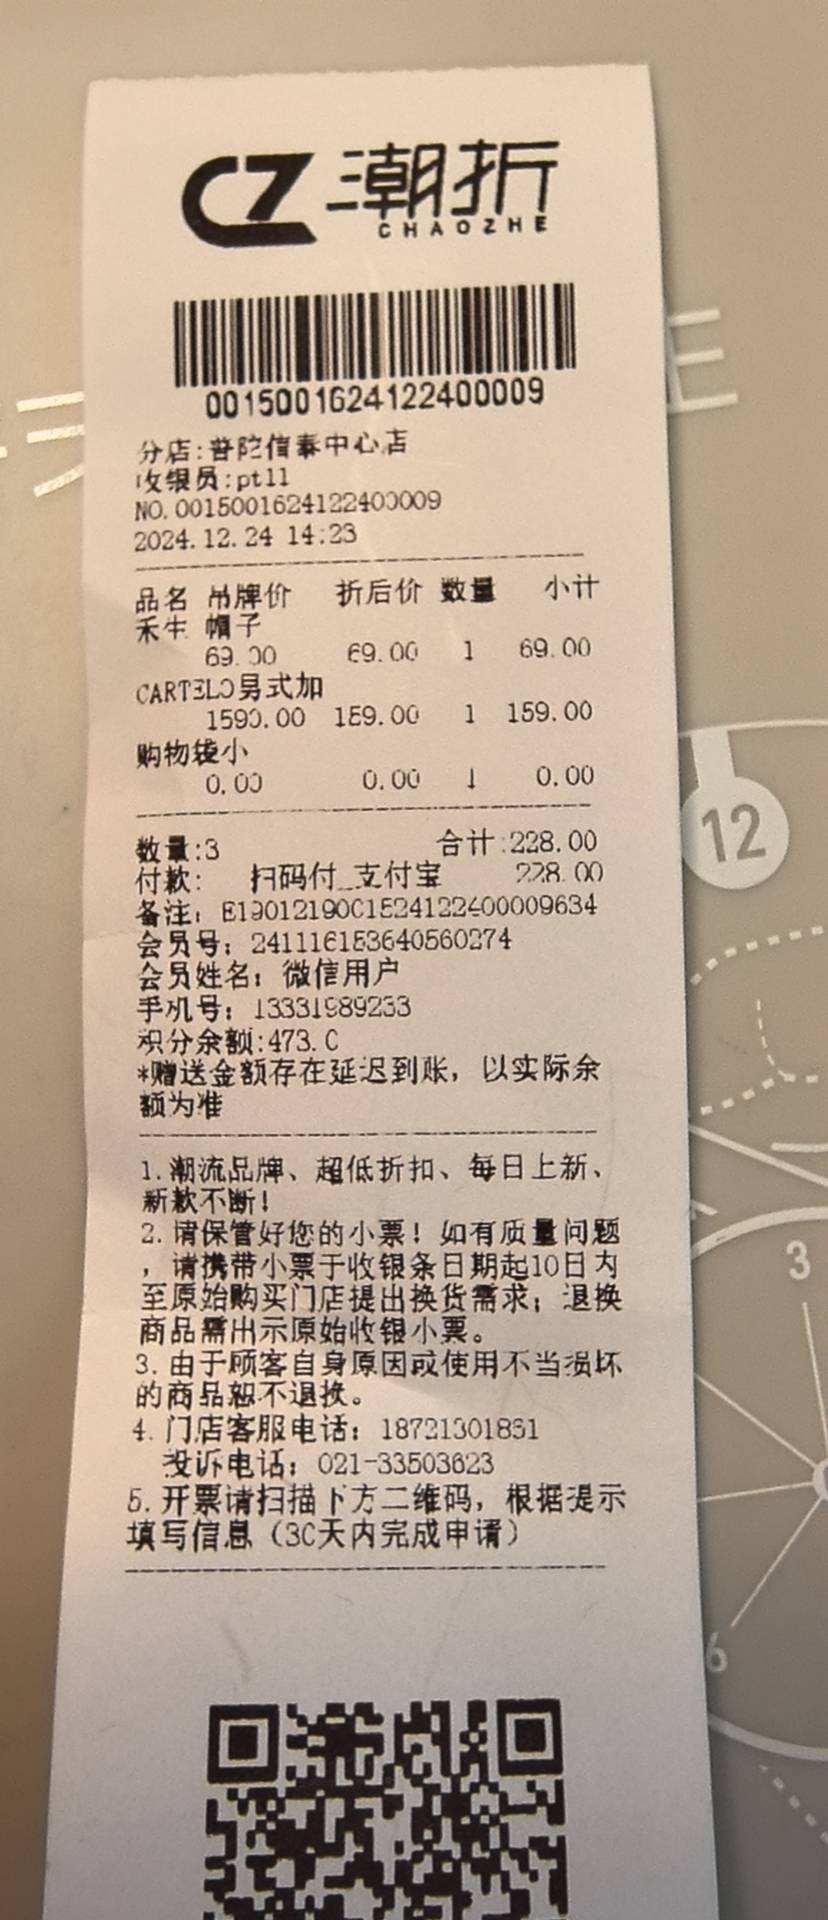 CZ 潮折
CHAOZHE
0015001624122400009
分店:普陀信泰中心店
收银员:pt11
NO.0015001624122400009
2024.12.24 14:23
品名 吊牌价 折后价 数量 小计
禾生 帽子
69.00 69.00 1 69.00
CARTELO男式加
1590.00 159.00 1 159.00
购物袋小
0.00 0.00 1 0.00
数量:3 合计:228.00
付款: 扫码付_支付宝 228.00
备注: E1901219001524122400009634
会员号: 241116153640560274
会员姓名: 微信用户
手机号: 13331989233
积分余额:473.0
*赠送金额存在延迟到账, 以实际余
额为准
1.潮流品牌、超低折扣、每日上新、
新款不断!
2.请保管好您的小票! 如有质量问题
, 请携带小票于收银条日期起10日内
至原始购买门店提出换货需求; 退换
商品需出示原始收银小票。
3.由于顾客自身原因或使用不当损坏
的商品恕不退换。
4.门店客服电话: 18721301831
投诉电话: 021-33503623
5.开票请扫描下方二维码, 根据提示
填写信息 (30天内完成申请)
E
12
3
6